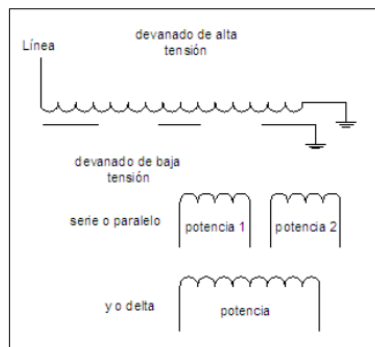 devanado de alta
tensión
Línea
devanado de baja
tensión
serie o paralelo
potencia 1
potencia 2
y o delta
potencia